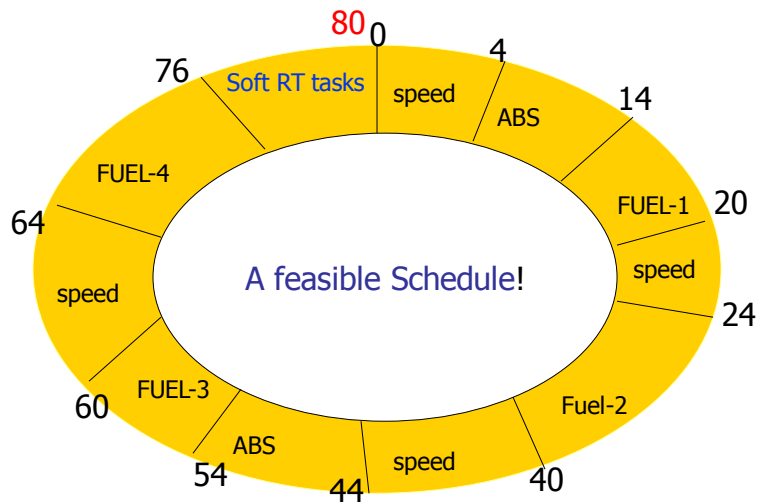 80
0
speed
4
ABS
14
FUEL-1
20
speed
24
Fuel-2
40
speed
44
ABS
54
FUEL-3
60
speed
64
FUEL-4
76
Soft RT tasks
A feasible Schedule!